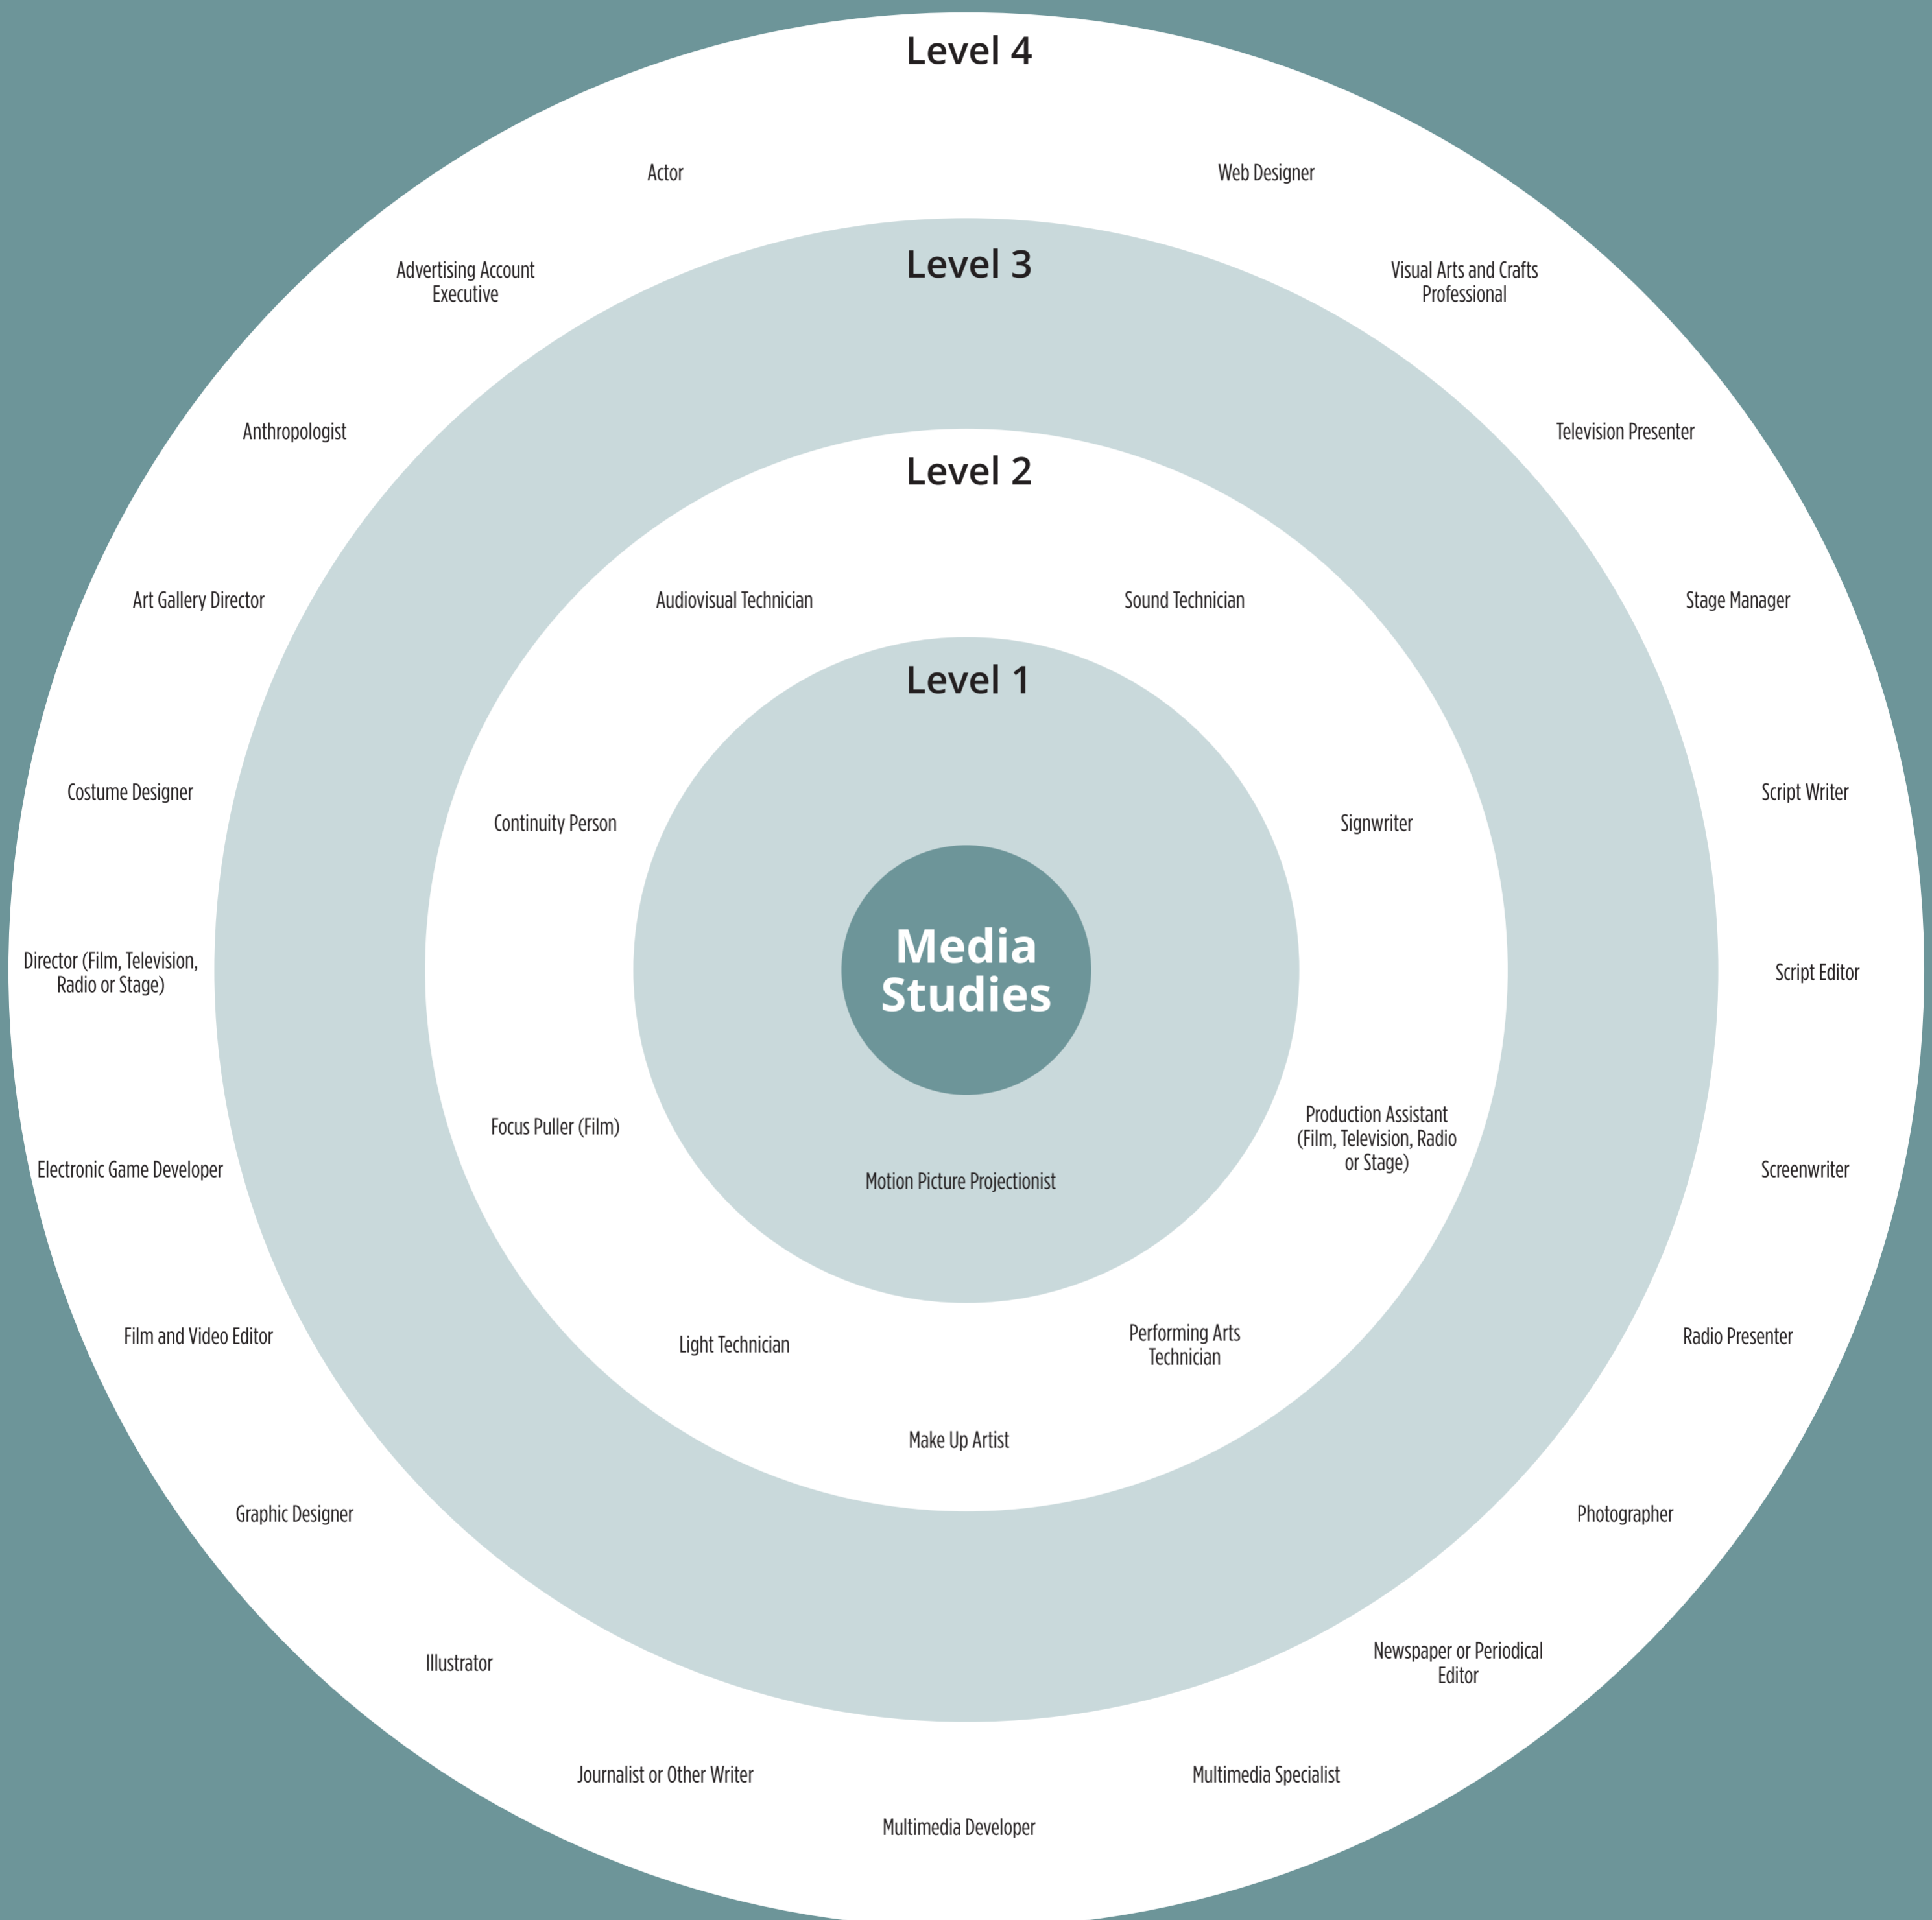 Level 4
Actor
Web Designer
Advertising Account
Executive
Visual Arts and Crafts
Professional
Anthropologist
Television Presenter
Art Gallery Director
Stage Manager
Costume Designer
Script Writer
Director (Film, Television,
Radio or Stage)
Script Editor
Electronic Game Developer
Screenwriter
Film and Video Editor
Radio Presenter
Graphic Designer
Photographer
Illustrator
Newspaper or Periodical
Editor
Journalist or Other Writer
Multimedia Specialist
Multimedia Developer
Level 3
Level 2
Audiovisual Technician
Sound Technician
Continuity Person
Signwriter
Focus Puller (Film)
Production Assistant
(Film, Television, Radio
or Stage)
Light Technician
Performing Arts
Technician
Make Up Artist
Level 1
Motion Picture Projectionist
Media
Studies